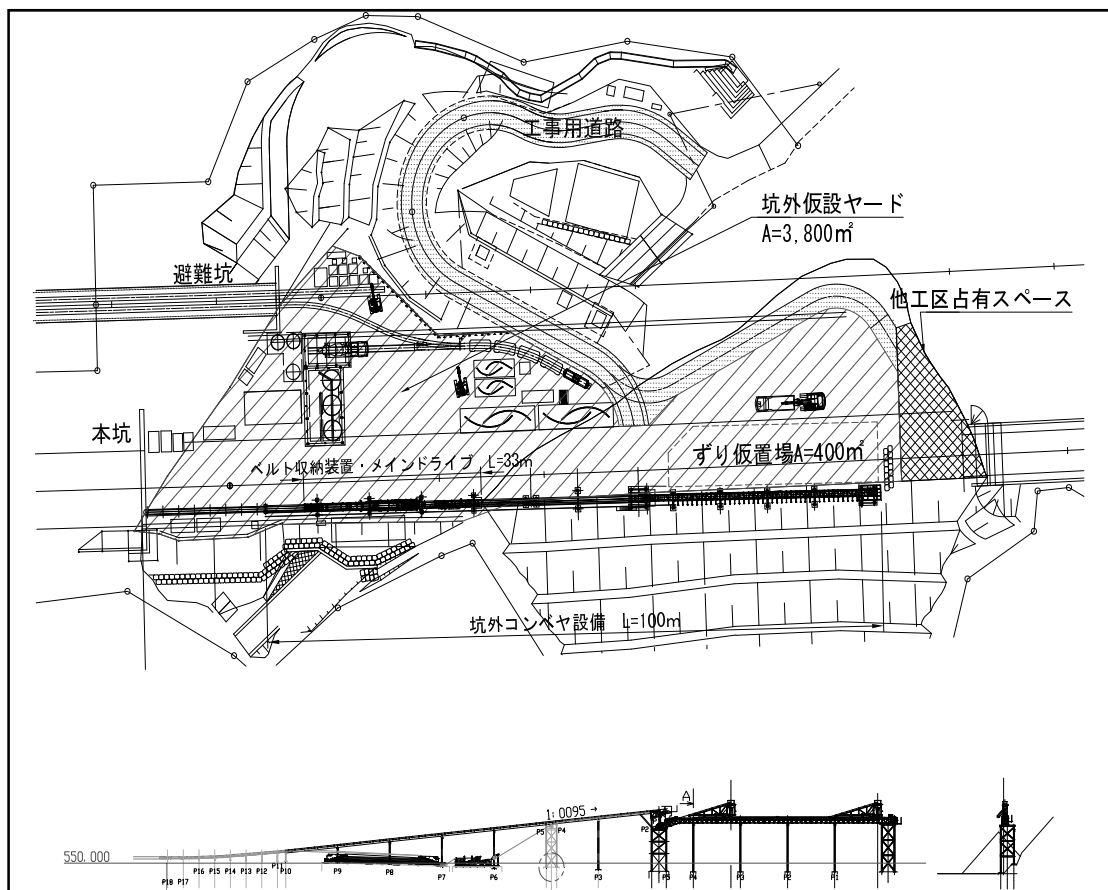 工事用道路
坑外仮設ヤード
A=3,800㎡
避難坑
他工区占有スペース
本坑
ずり仮置場A=400㎡
ベルト収納装置・メインドライブ L=33m
坑外コンベヤ設備 L=100m
1:0095 →
A
550.000
P18 P17 P16 P15 P14 P13 P12 P11 P10 P9 P8 P7 P6 P5 P4 P3 P2 P5 P4 P3 P2 P1